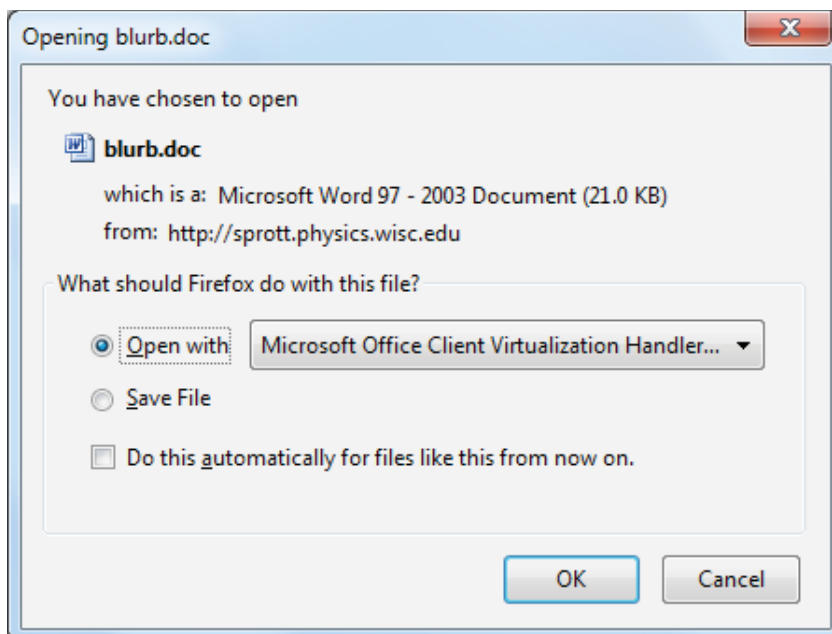 Opening blurb.doc
You have chosen to open
blurb.doc
which is a: Microsoft Word 97 - 2003 Document (21.0 KB)
from: http://sprott.physics.wisc.edu
What should Firefox do with this file?
Open with Microsoft Office Client Virtualization Handler...
Save File
Do this automatically for files like this from now on.
OK Cancel